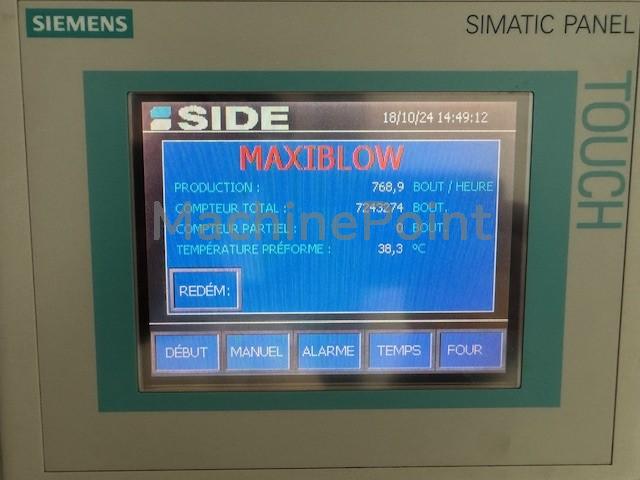 SIEMENS
SIMATIC PANEL
TOUCH
SIDE
18/10/24 14:49:12
MAXIBLOW
PRODUCTION : 768,9 BOUT / HEURE
COMPTEUR TOTAL : 7243274 BOUT.
MachinePoint
COMPTEUR PARTIEL : 0 BOUT.
TEMPÉRATURE PRÉFORME : 38,3 ºC
REDÉM:
DÉBUT MANUEL ALARME TEMPS FOUR